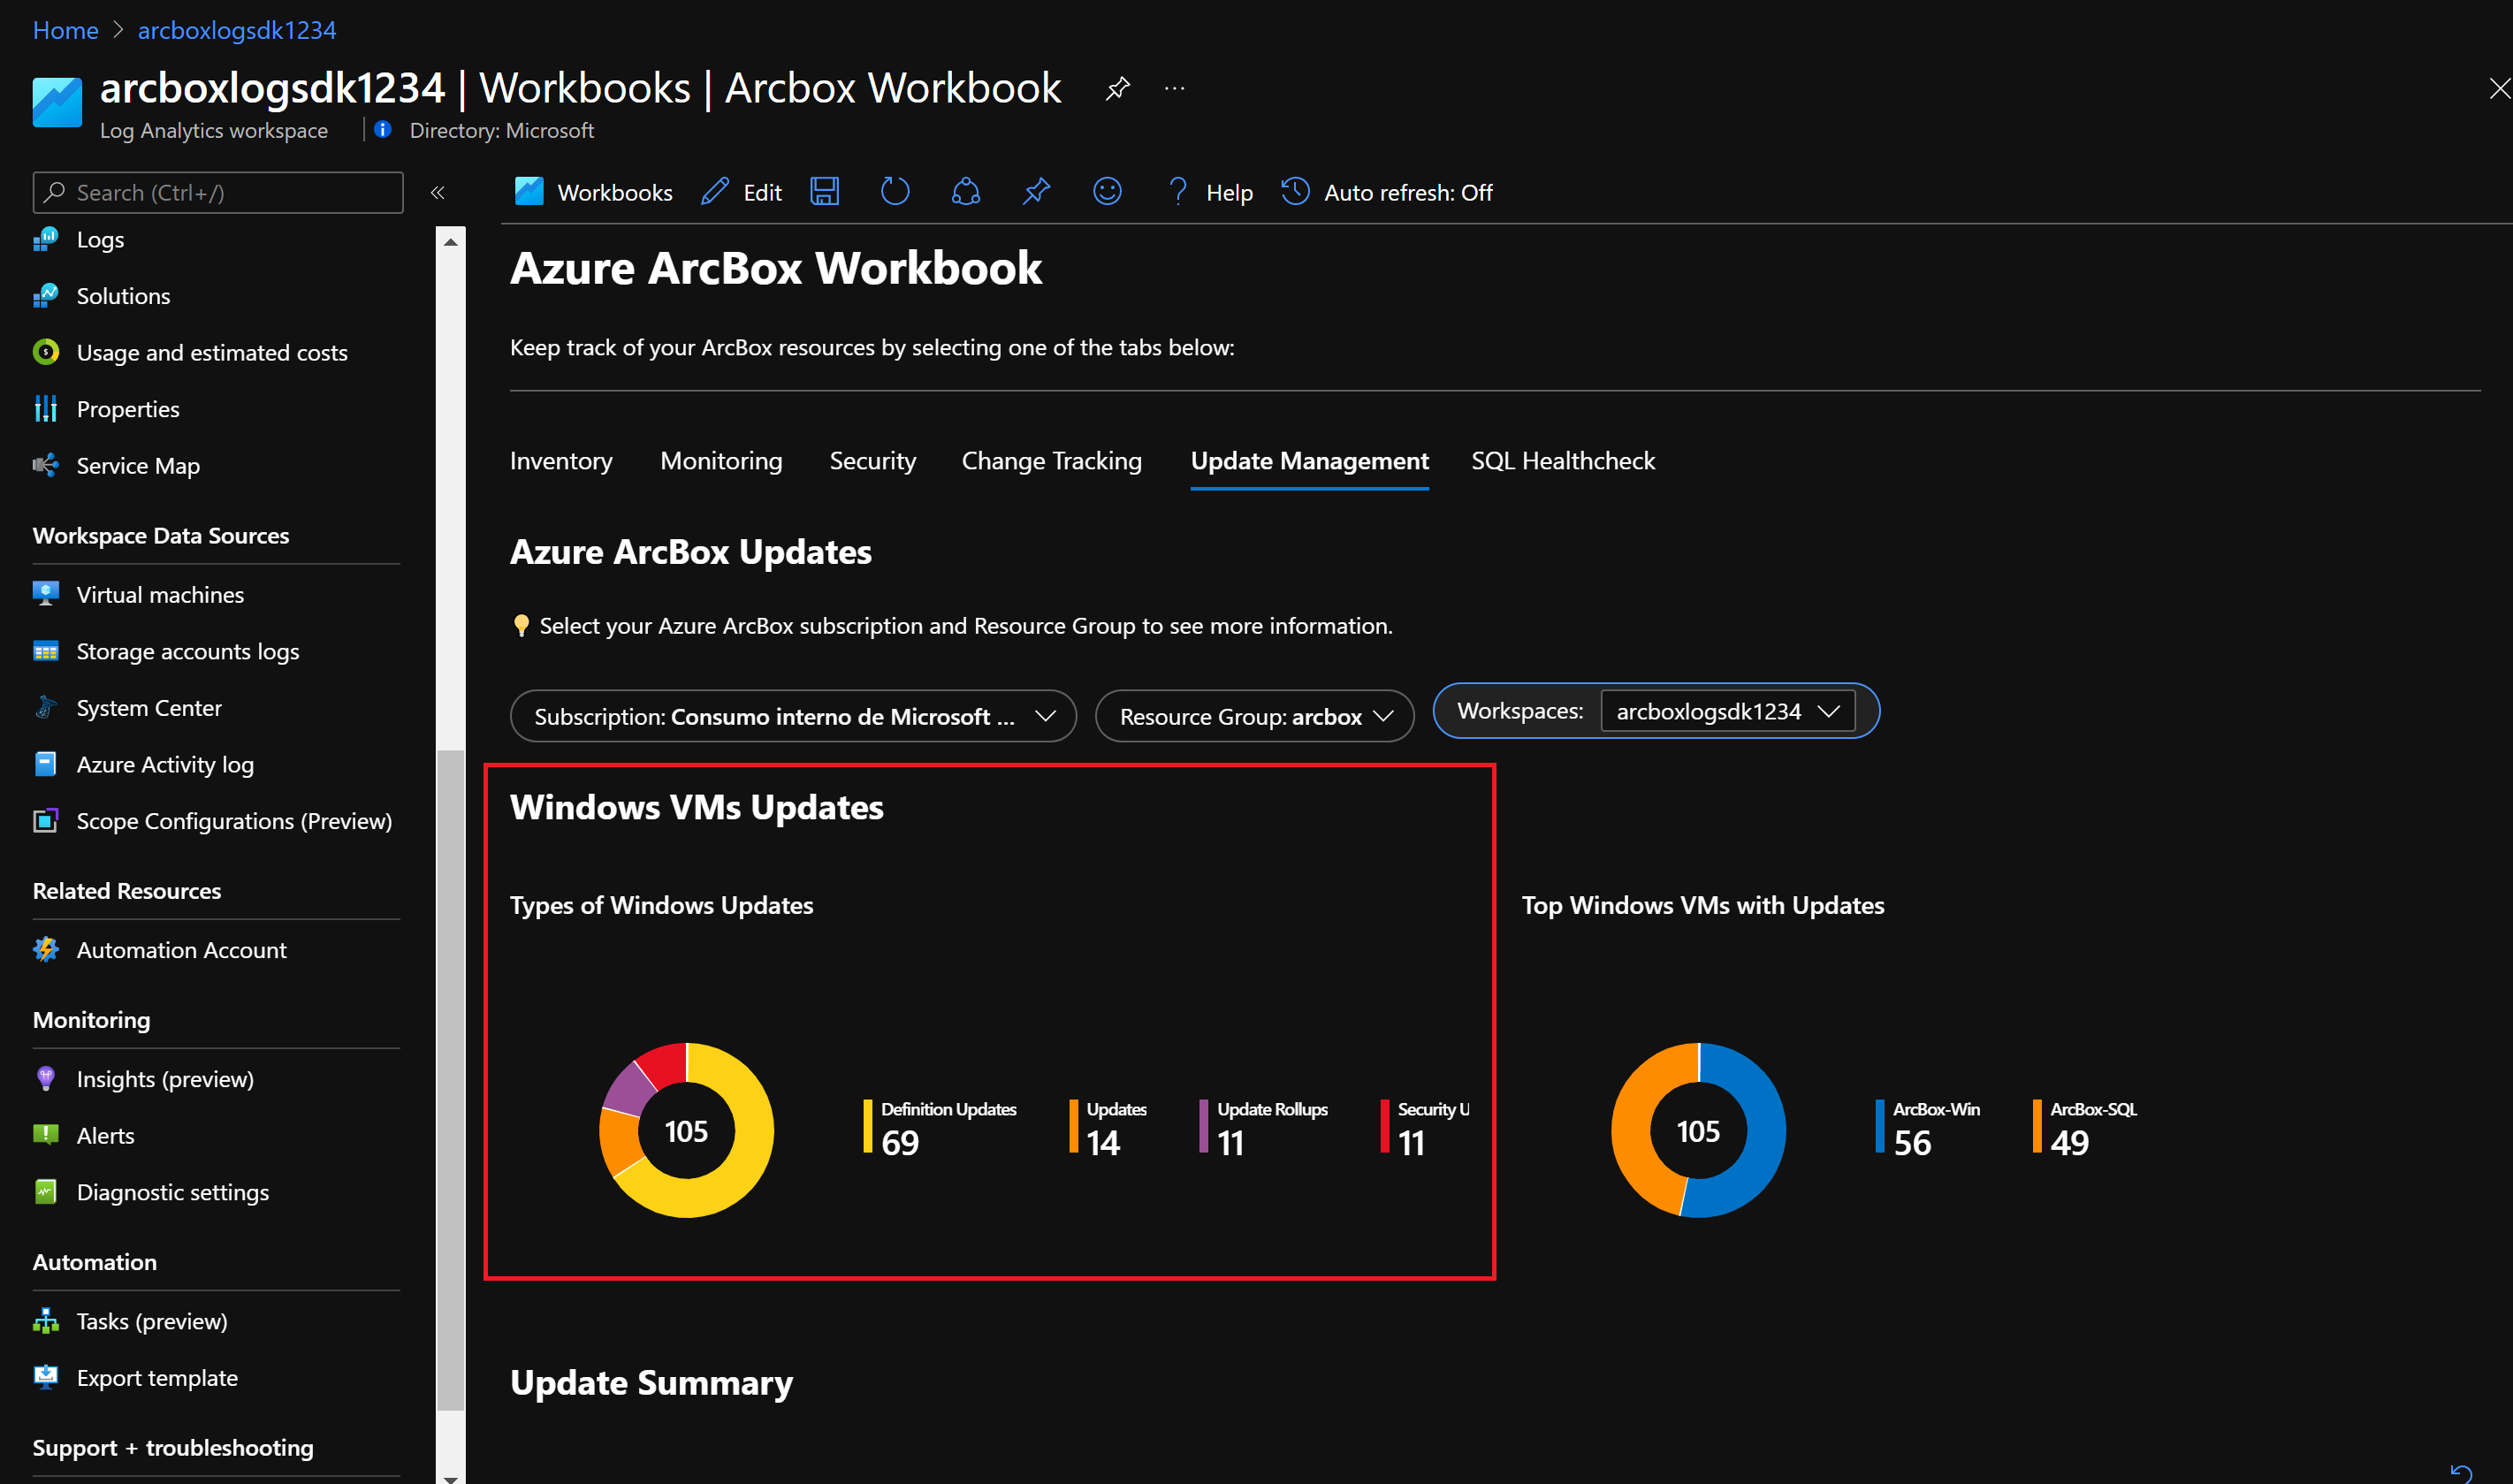 Home > arcboxlogsdk1234
arcboxlogsdk1234 | Workbooks | Arcbox Workbook
Log Analytics workspace | Directory: Microsoft
Search (Ctrl+/)
Workbooks Edit Help Auto refresh: Off
Logs
Solutions
Usage and estimated costs
Properties
Service Map
Workspace Data Sources
Virtual machines
Storage accounts logs
System Center
Azure Activity log
Scope Configurations (Preview)
Related Resources
Automation Account
Monitoring
Insights (preview)
Alerts
Diagnostic settings
Automation
Tasks (preview)
Export template
Support + troubleshooting
Azure ArcBox Workbook
Keep track of your ArcBox resources by selecting one of the tabs below:
Inventory Monitoring Security Change Tracking Update Management SQL Healthcheck
Azure ArcBox Updates
Select your Azure ArcBox subscription and Resource Group to see more information.
Subscription: Consumo interno de Microsoft ... Resource Group: arcbox Workspaces: arcboxlogsdk1234
Windows VMs Updates
Types of Windows Updates
105
Definition Updates
69
Updates
14
Update Rollups
11
Security U
11
Top Windows VMs with Updates
105
ArcBox-Win
56
ArcBox-SQL
49
Update Summary